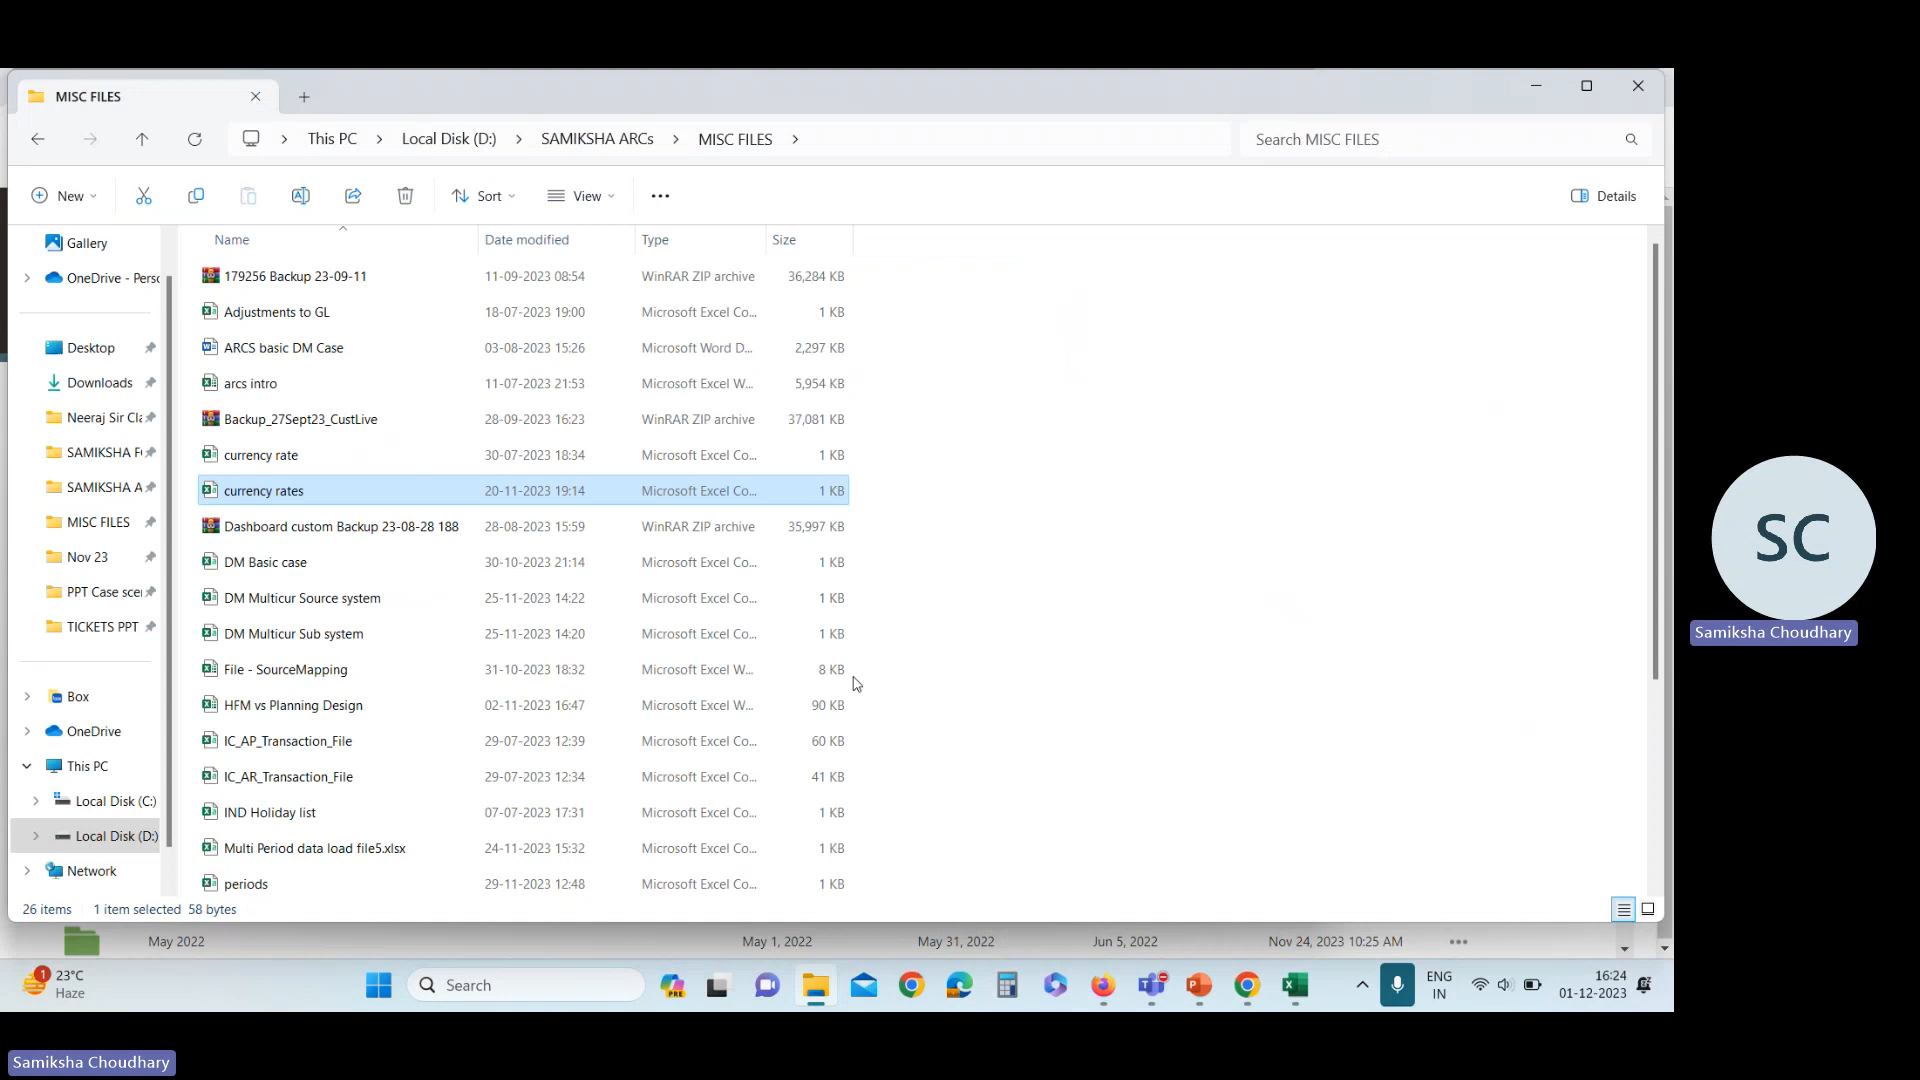 MISC FILES
This PC
Local Disk (D:)
SAMIKSHA ARCs
MISC FILES
Search MISC FILES
New
Sort
View
Details
Gallery
OneDrive - Persc
Desktop
Downloads
Neeraj Sir Cla
SAMIKSHA F
SAMIKSHA A
MISC FILES
Nov 23
PPT Case sce
TICKETS PPT
Box
OneDrive
This PC
Local Disk (C:)
Local Disk (D:)
Network
Name Date modified Type Size
179256 Backup 23-09-11 11-09-2023 08:54 WinRAR ZIP archive 36,284 KB
Adjustments to GL 18-07-2023 19:00 Microsoft Excel Co... 1 KB
ARCS basic DM Case 03-08-2023 15:26 Microsoft Word D... 2,297 KB
arcs intro 11-07-2023 21:53 Microsoft Excel W... 5,954 KB
Backup_27Sept23_CustLive 28-09-2023 16:23 WinRAR ZIP archive 37,081 KB
currency rate 30-07-2023 18:34 Microsoft Excel Co... 1 KB
currency rates 20-11-2023 19:14 Microsoft Excel Co... 1 KB
Dashboard custom Backup 23-08-28 188 28-08-2023 15:59 WinRAR ZIP archive 35,997 KB
DM Basic case 30-10-2023 21:14 Microsoft Excel Co... 1 KB
DM Multicur Source system 25-11-2023 14:22 Microsoft Excel Co... 1 KB
DM Multicur Sub system 25-11-2023 14:20 Microsoft Excel Co... 1 KB
File - SourceMapping 31-10-2023 18:32 Microsoft Excel W... 8 KB
HFM vs Planning Design 02-11-2023 16:47 Microsoft Excel W... 90 KB
IC_AP_Transaction_File 29-07-2023 12:39 Microsoft Excel Co... 60 KB
IC_AR_Transaction_File 29-07-2023 12:34 Microsoft Excel Co... 41 KB
IND Holiday list 07-07-2023 17:31 Microsoft Excel Co... 1 KB
Multi Period data load file5.xlsx 24-11-2023 15:32 Microsoft Excel Co... 1 KB
periods 29-11-2023 12:48 Microsoft Excel Co... 1 KB
26 items 1 item selected 58 bytes
May 2022 May 1, 2022 May 31, 2022 Jun 5, 2022 Nov 24, 2023 10:25 AM
1
23°C
Haze
Search
PRE
ENG
IN
16:24
01-12-2023
SC
Samiksha Choudhary
Samiksha Choudhary